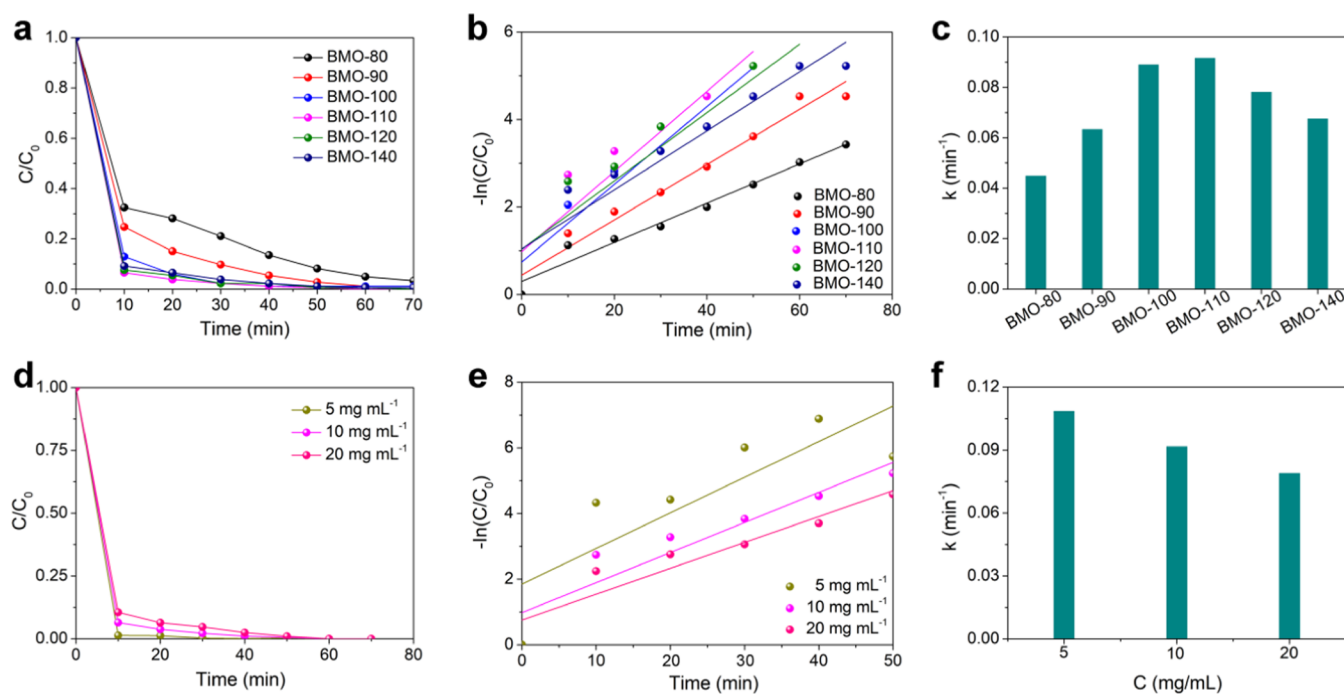 a
1.0
0.8
0.6
0.4
0.2
0.0
C/C0
0 10 20 30 40 50 60 70
Time (min)
BMO-80
BMO-90
BMO-100
BMO-110
BMO-120
BMO-140
b
6
4
2
0
-ln(C/C0)
0 20 40 60 80
Time (min)
BMO-80
BMO-90
BMO-100
BMO-110
BMO-120
BMO-140
c
0.10
0.08
0.06
0.04
0.02
0.00
k (min-1)
BMO-80 BMO-90 BMO-100 BMO-110 BMO-120 BMO-140
d
1.00
0.75
0.50
0.25
0.00
C/C0
0 20 40 60 80
Time (min)
5 mg mL-1
10 mg mL-1
20 mg mL-1
e
8
6
4
2
0
-ln(C/C0)
0 10 20 30 40 50
Time (min)
5 mg mL-1
10 mg mL-1
20 mg mL-1
f
0.12
0.09
0.06
0.03
0.00
k (min-1)
5 10 20
C (mg/mL)